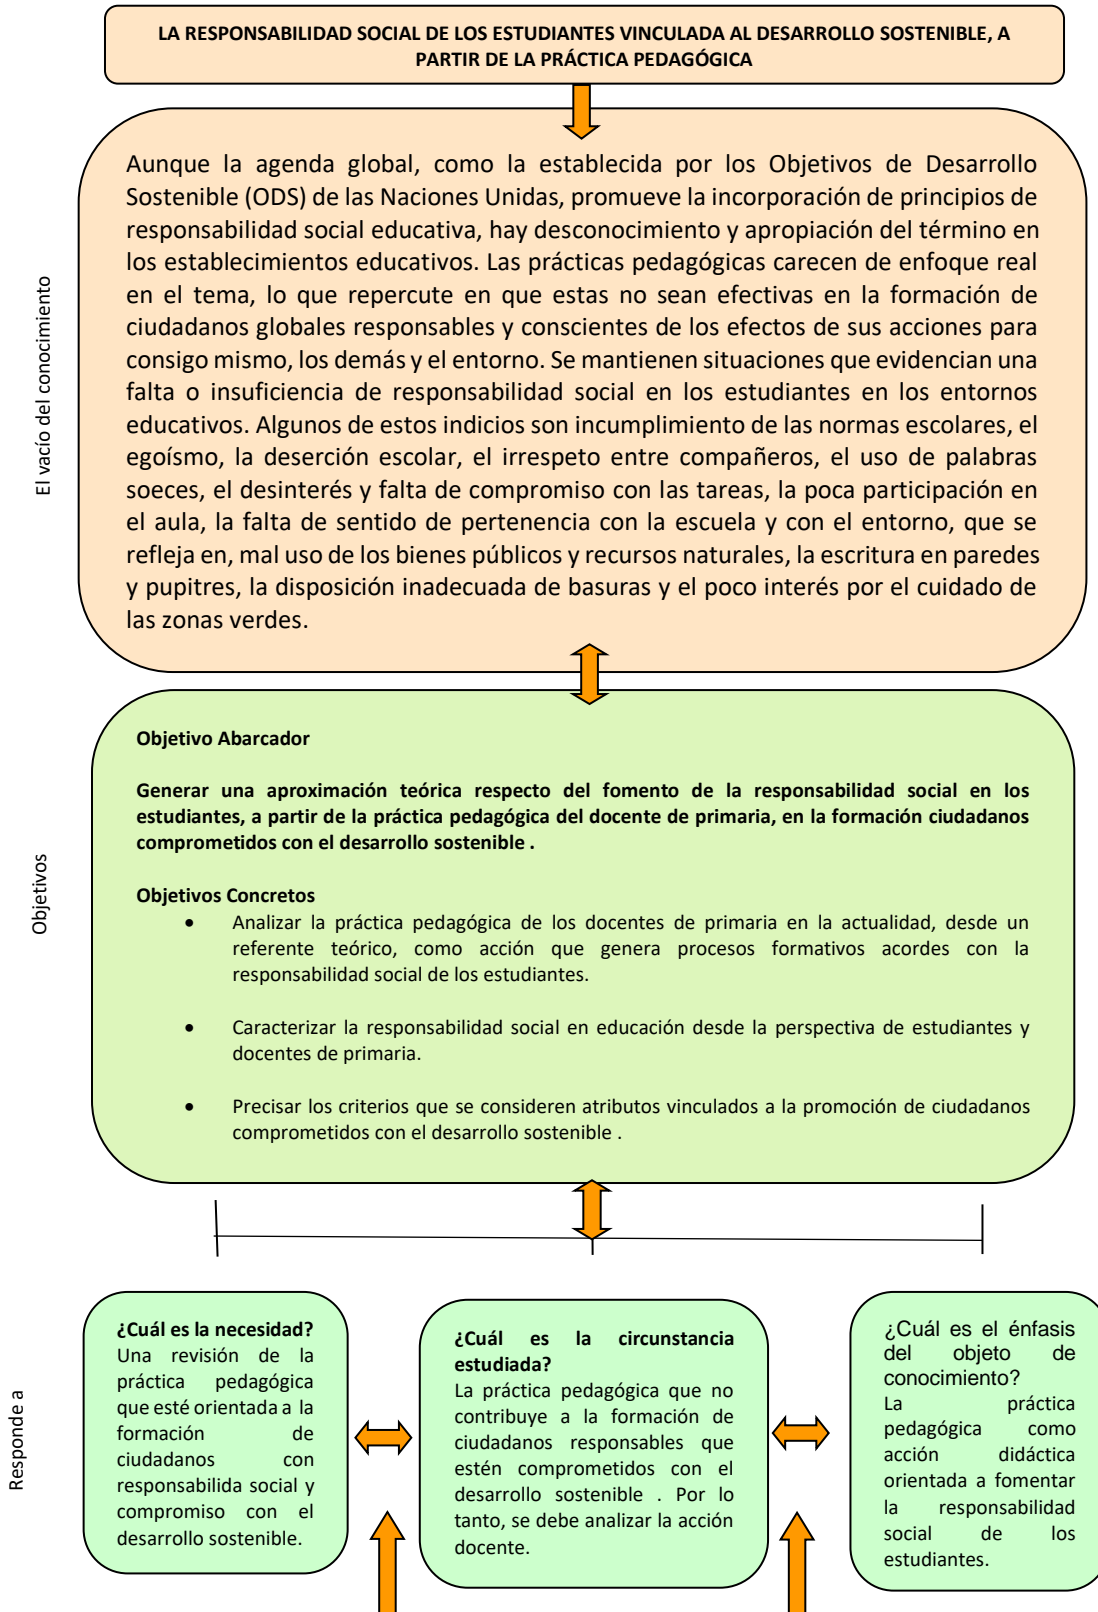 LA RESPONSABILIDAD SOCIAL DE LOS ESTUDIANTES VINCULADA AL DESARROLLO SOSTENIBLE, A
PARTIR DE LA PRÁCTICA PEDAGÓGICA
El vacío del conocimiento
Aunque la agenda global, como la establecida por los Objetivos de Desarrollo
Sostenible (ODS) de las Naciones Unidas, promueve la incorporación de principios de
responsabilidad social educativa, hay desconocimiento y apropiación del término en
los establecimientos educativos. Las prácticas pedagógicas carecen de enfoque real
en el tema, lo que repercute en que estas no sean efectivas en la formación de
ciudadanos globales responsables y conscientes de los efectos de sus acciones para
consigo mismo, los demás y el entorno. Se mantienen situaciones que evidencian una
falta o insuficiencia de responsabilidad social en los estudiantes en los entornos
educativos. Algunos de estos indicios son incumplimiento de las normas escolares, el
egoísmo, la deserción escolar, el irrespeto entre compañeros, el uso de palabras
soeces, el desinterés y falta de compromiso con las tareas, la poca participación en
el aula, la falta de sentido de pertenencia con la escuela y con el entorno, que se
refleja en, mal uso de los bienes públicos y recursos naturales, la escritura en paredes
y pupitres, la disposición inadecuada de basuras y el poco interés por el cuidado de
las zonas verdes.
Objetivos
Objetivo Abarcador
Generar una aproximación teórica respecto del fomento de la responsabilidad social en los
estudiantes, a partir de la práctica pedagógica del docente de primaria, en la formación ciudadanos
comprometidos con el desarrollo sostenible .
Objetivos Concretos
• Analizar la práctica pedagógica de los docentes de primaria en la actualidad, desde un
referente teórico, como acción que genera procesos formativos acordes con la
responsabilidad social de los estudiantes.
• Caracterizar la responsabilidad social en educación desde la perspectiva de estudiantes y
docentes de primaria.
• Precisar los criterios que se consideren atributos vinculados a la promoción de ciudadanos
comprometidos con el desarrollo sostenible .
Responde a
¿Cuál es la necesidad?
Una revisión de la
práctica pedagógica
que esté orientada a la
formación de
ciudadanos con
responsabilida social y
compromiso con el
desarrollo sostenible.
¿Cuál es la circunstancia
estudiada?
La práctica pedagógica que no
contribuye a la formación de
ciudadanos responsables que
estén comprometidos con el
desarrollo sostenible . Por lo
tanto, se debe analizar la acción
docente.
¿Cuál es el énfasis
del objeto de
conocimiento?
La práctica
pedagógica como
acción didáctica
orientada a fomentar
la responsabilidad
social de los
estudiantes.